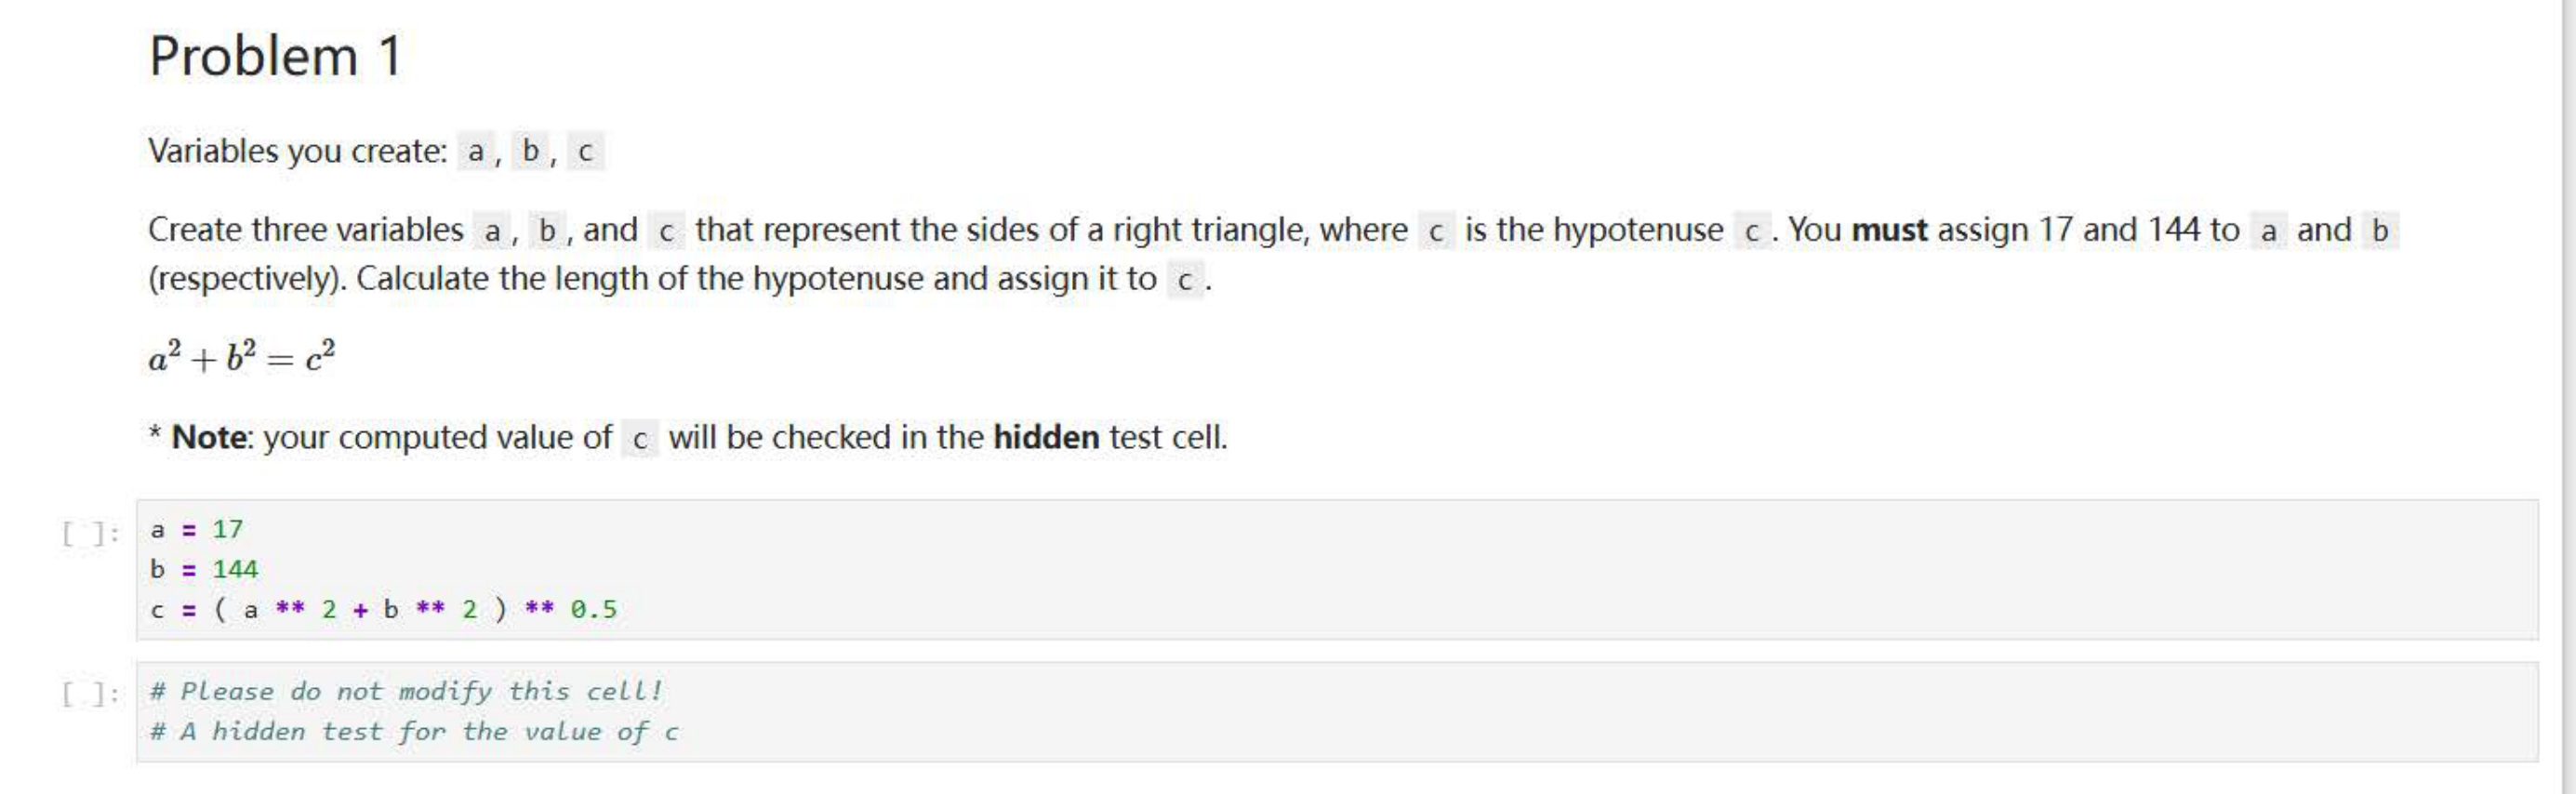 Problem 1
Variables you create: a , b , c
Create three variables a , b , and c that represent the sides of a right triangle, where c is the hypotenuse c . You must assign 17 and 144 to a and b
(respectively). Calculate the length of the hypotenuse and assign it to c .
a² + b² = c²
* Note: your computed value of c will be checked in the hidden test cell.
[ ]: a = 17
b = 144
c = ( a ** 2 + b ** 2 ) ** 0.5
[ ]: # Please do not modify this cell!
# A hidden test for the value of c